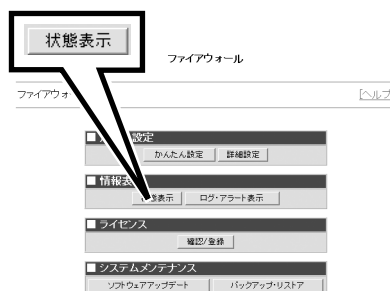 状態表示
ファイアウォール
ファイアウォ
[ヘルプ
設定
かんたん設定 詳細設定
■ 情報表
態表示 ログ・アラート表示
■ ライセンス
確認/登録
■ システムメンテナンス
ソフトウェアアップデート バックアップ・リストア